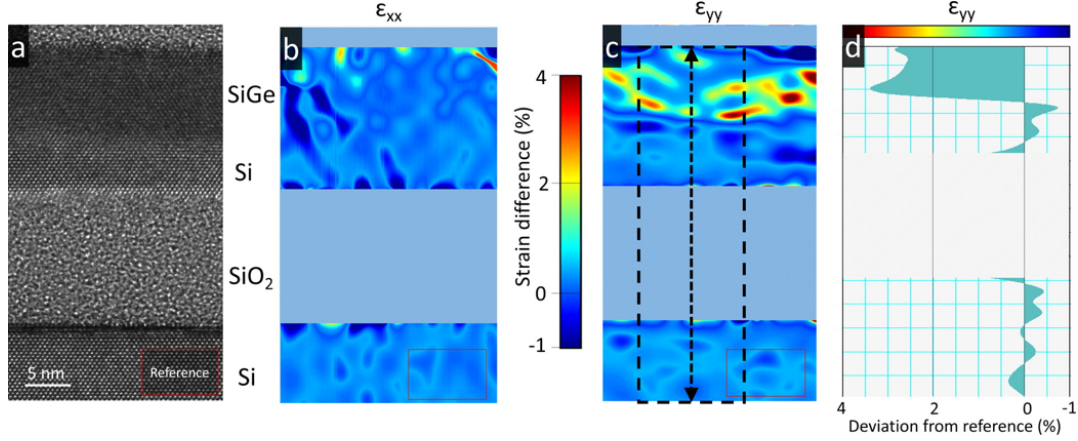 εxx
εyy
εyy
a
b
c
d
SiGe
Si
SiO2
Si
5 nm
Reference
Strain difference (%)
4
2
0
-1
4
2
0
-1
Deviation from reference (%)